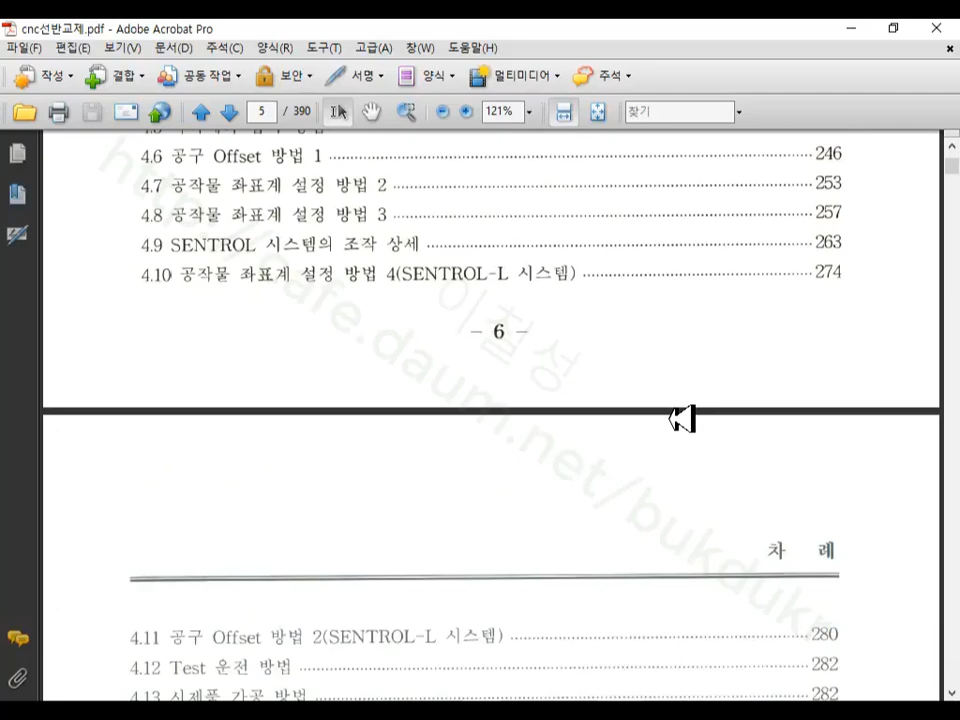 cnc선반교제.pdf - Adobe Acrobat Pro
파일(F) 편집(E) 보기(V) 문서(D) 주석(C) 양식(R) 도구(T) 고급(A) 창(W) 도움말(H)
작성 결합 공동 작업 보안 서명 양식 멀티미디어 주석
5 / 390 121% 찾기
4.6 공구 Offset 방법 1 246
4.7 공작물 좌표계 설정 방법 2 253
4.8 공작물 좌표계 설정 방법 3 257
4.9 SENTROL 시스템의 조작 상세 263
4.10 공작물 좌표계 설정 방법 4(SENTROL-L 시스템) 274
이철성
- 6 -
http://cafe.daum.net/bukdukr
차 례
4.11 공구 Offset 방법 2(SENTROL-L 시스템) 280
4.12 Test 운전 방법 282
4.13 시제품 가공 방법 282